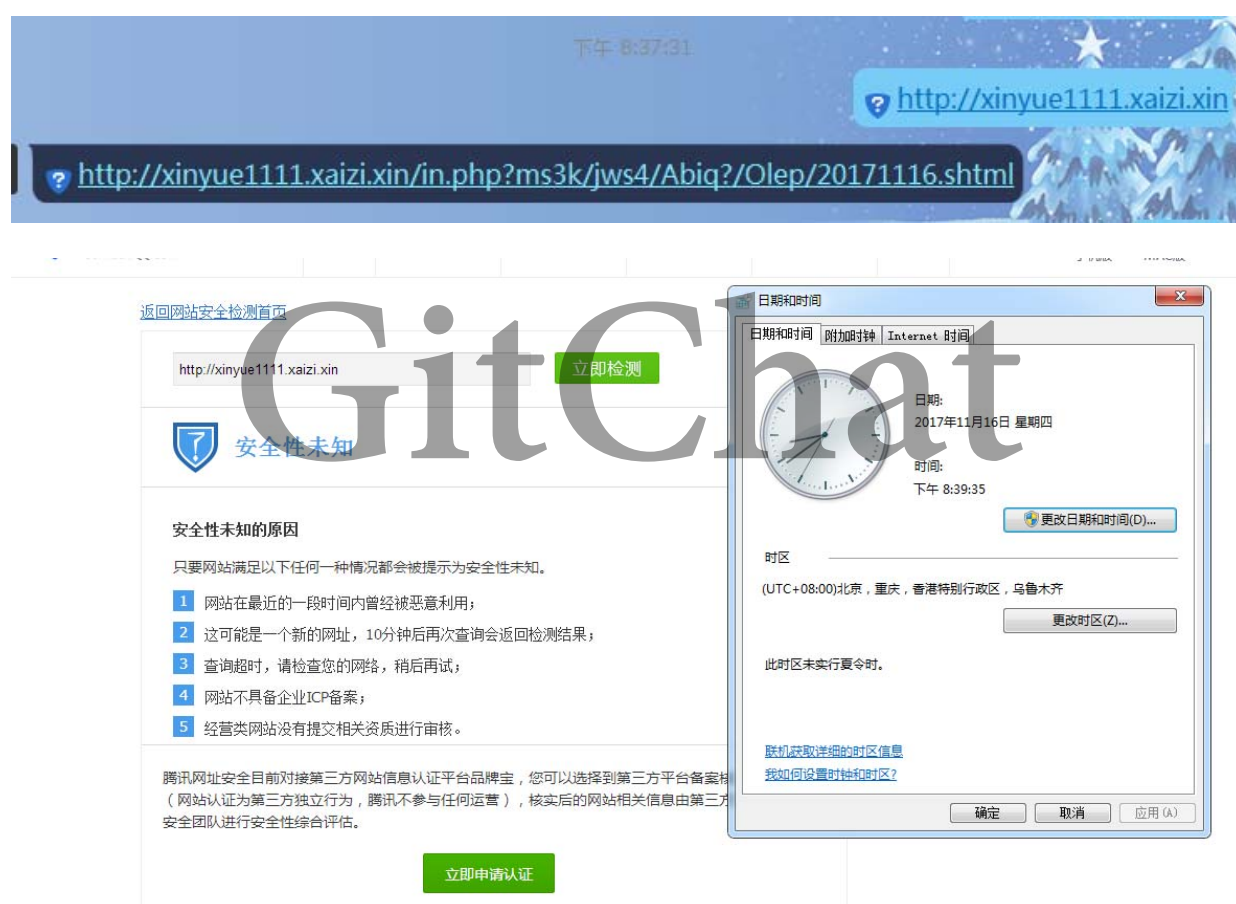 下午 8:37:31
http://xinyue1111.xaizi.xin
http://xinyue1111.xaizi.xin/in.php?ms3k/jws4/Abiq?/Olep/20171116.shtml
返回网站安全检测首页
http://xinyue1111.xaizi.xin
立即检测
安全性未知
安全性未知的原因
只要网站满足以下任何一种情况都会被提示为安全性未知。
1 网站在最近的一段时间内曾经被恶意利用；
2 这可能是一个新的网址，10分钟后再次查询会返回检测结果；
3 查询超时，请检查您的网络，稍后再试；
4 网站不具备企业ICP备案；
5 经营类网站没有提交相关资质进行审核。
腾讯网址安全目前对接第三方网站信息认证平台品牌宝，您可以选择到第三方平台备案
（网站认证为第三方独立行为，腾讯不参与任何运营），核实后的网站相关信息由第三方
安全团队进行安全性综合评估。
立即申请认证
日期和时间
日期和时间 附加时钟 Internet 时间
日期:
2017年11月16日 星期四
时间:
下午 8:39:35
更改日期和时间(D)...
时区
(UTC+08:00)北京，重庆，香港特别行政区，乌鲁木齐
更改时区(Z)...
此时区未实行夏令时。
联机获取详细的时区信息
我如何设置时钟和时区?
确定 取消 应用(A)
GitChat